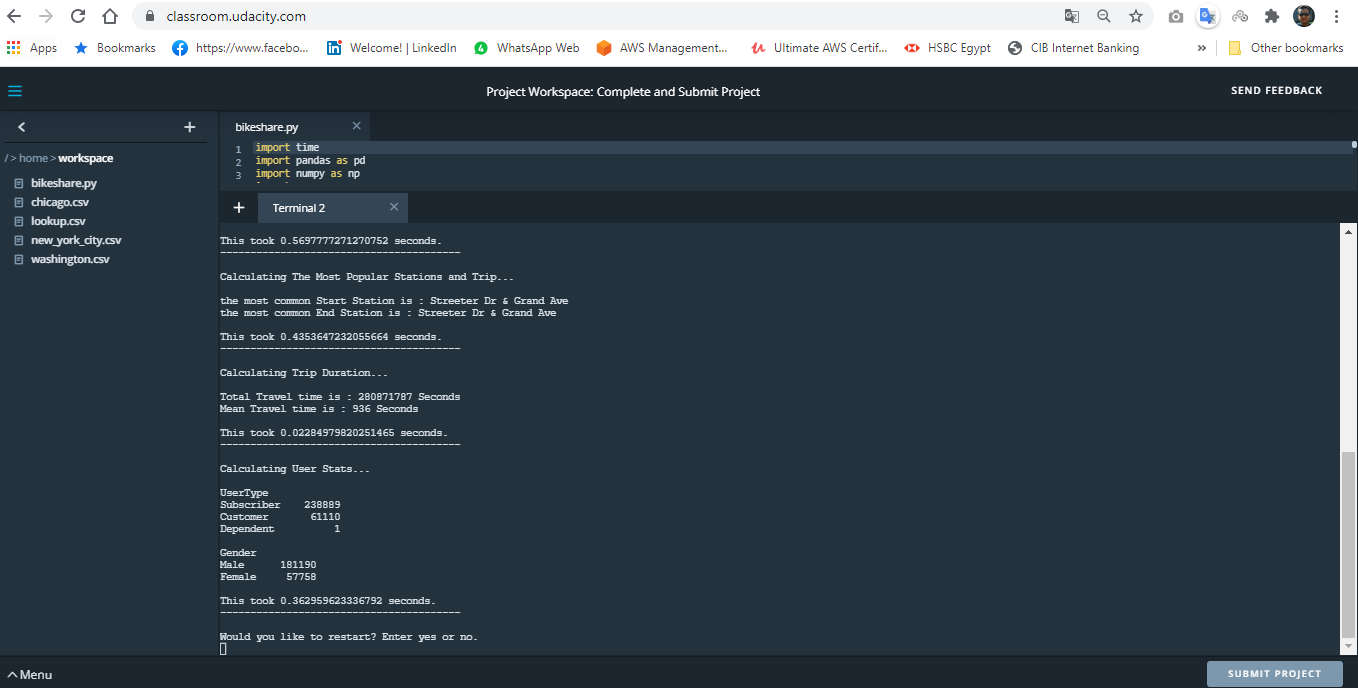 classroom.udacity.com
Apps Bookmarks https://www.facebo... Welcome! | LinkedIn WhatsApp Web AWS Management... Ultimate AWS Certif... HSBC Egypt CIB Internet Banking » Other bookmarks
Project Workspace: Complete and Submit Project SEND FEEDBACK
/ > home > workspace
bikeshare.py
chicago.csv
lookup.csv
new_york_city.csv
washington.csv
bikeshare.py
1 import time
2 import pandas as pd
3 import numpy as np
+ Terminal 2
This took 0.5697777271270752 seconds.
----------------------------------------
Calculating The Most Popular Stations and Trip...
the most common Start Station is : Streeter Dr & Grand Ave
the most common End Station is : Streeter Dr & Grand Ave
This took 0.4353647232055664 seconds.
----------------------------------------
Calculating Trip Duration...
Total Travel time is : 280871787 Seconds
Mean Travel time is : 936 Seconds
This took 0.02284979820251465 seconds.
----------------------------------------
Calculating User Stats...
UserType
Subscriber 238889
Customer 61110
Dependent 1
Gender
Male 181190
Female 57758
This took 0.362959623336792 seconds.
----------------------------------------
Would you like to restart? Enter yes or no.
Menu SUBMIT PROJECT